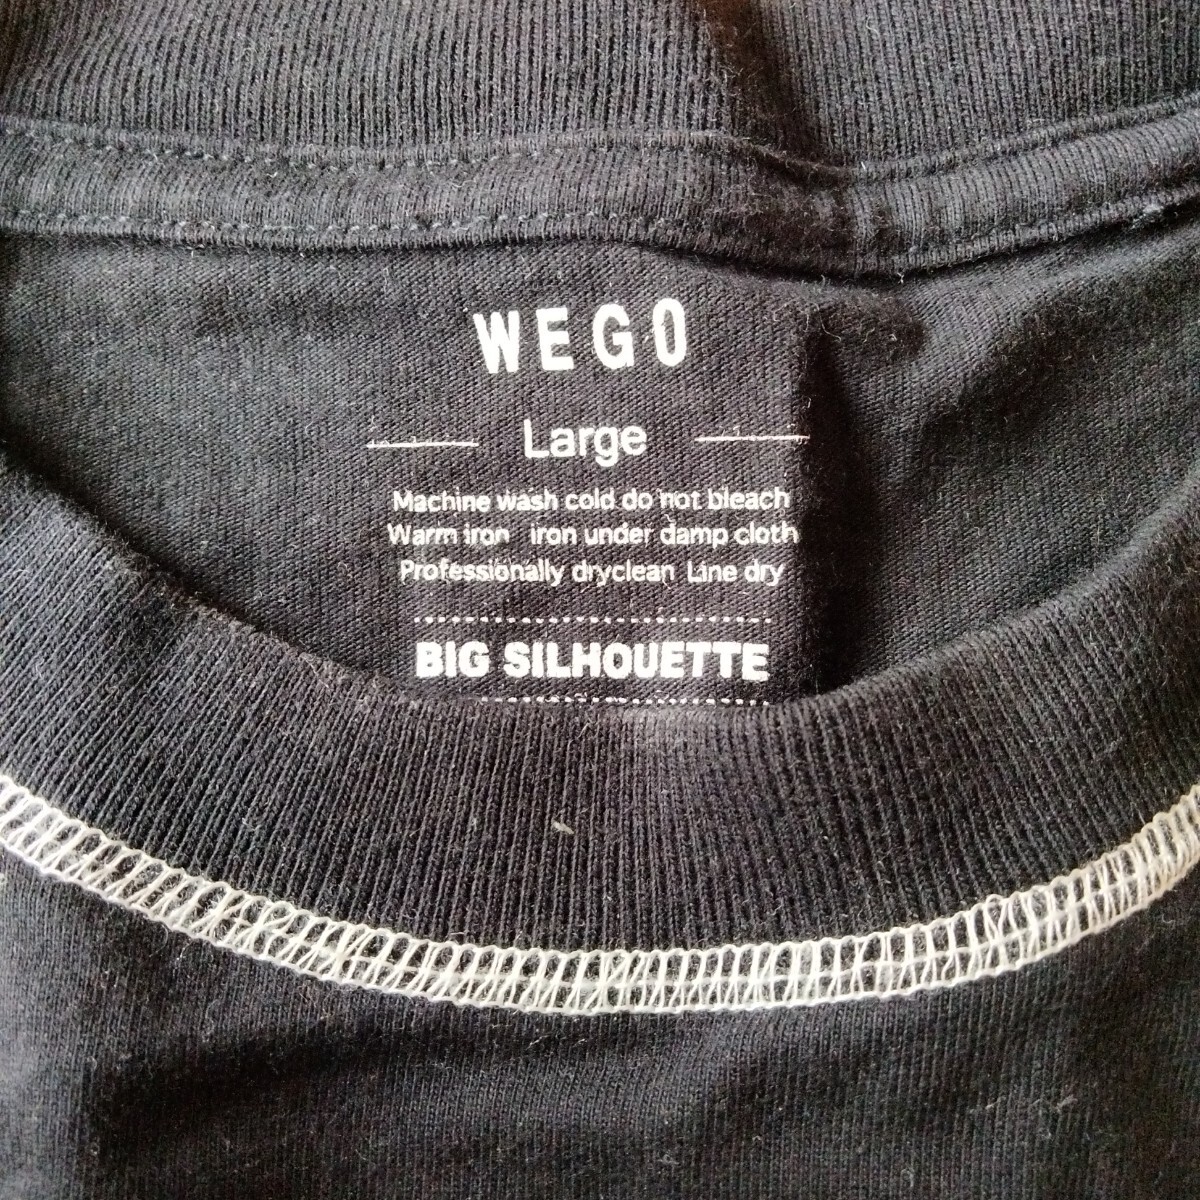 WEGO
Large
Machine wash cold do not bleach
Warm iron iron under damp cloth
Professionally dryclean Line dry
BIG SILHOUETTE